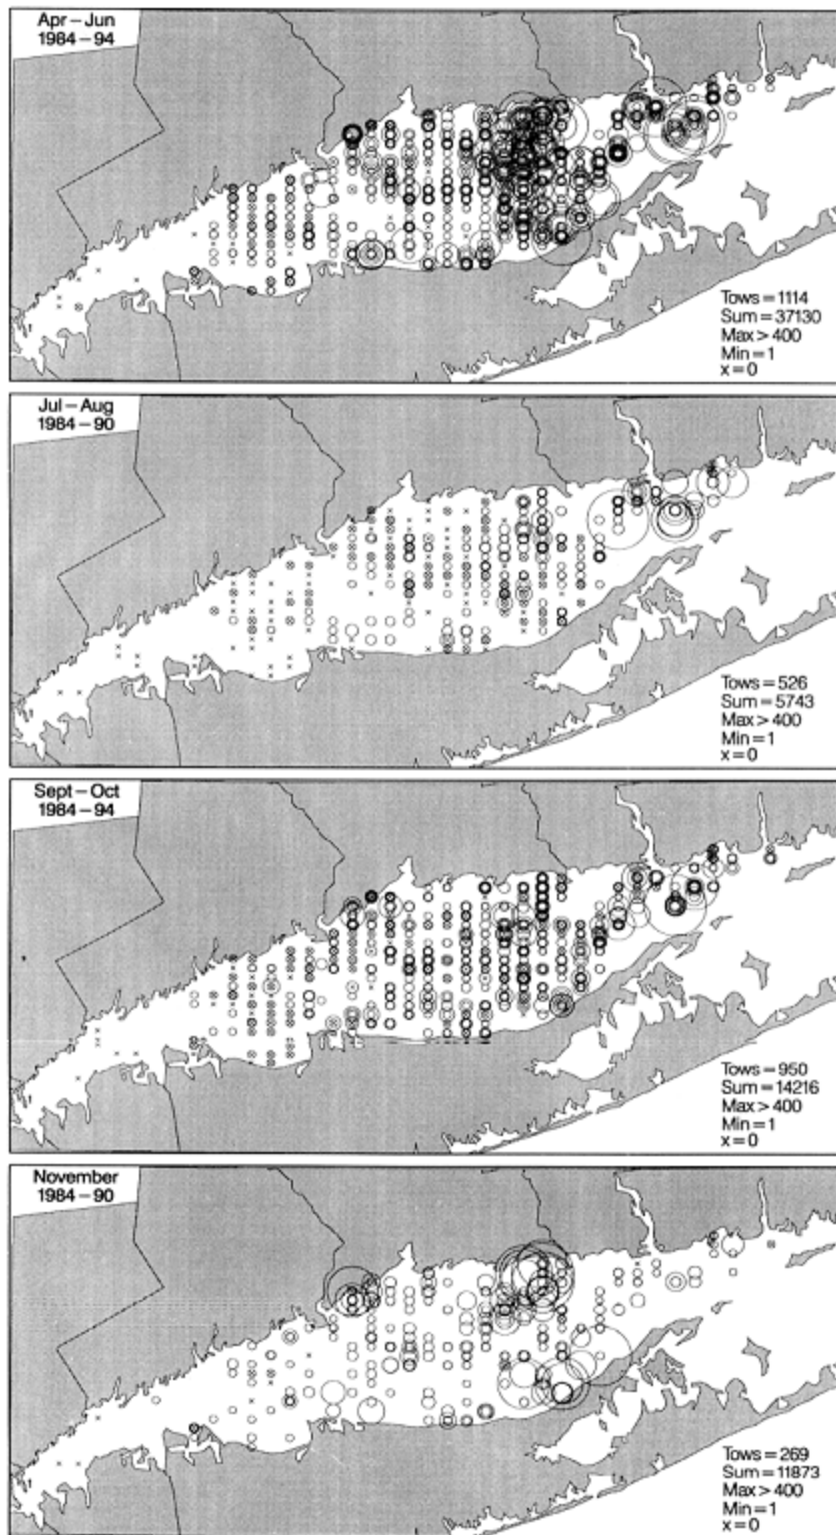 Apr–Jun
1984–94
Tows=1114
Sum=37130
Max>400
Min=1
x=0
Jul–Aug
1984–90
Tows=526
Sum=5743
Max>400
Min=1
x=0
Sept–Oct
1984–94
Tows=950
Sum=14216
Max>400
Min=1
x=0
November
1984–90
Tows=269
Sum=11873
Max>400
Min=1
x=0